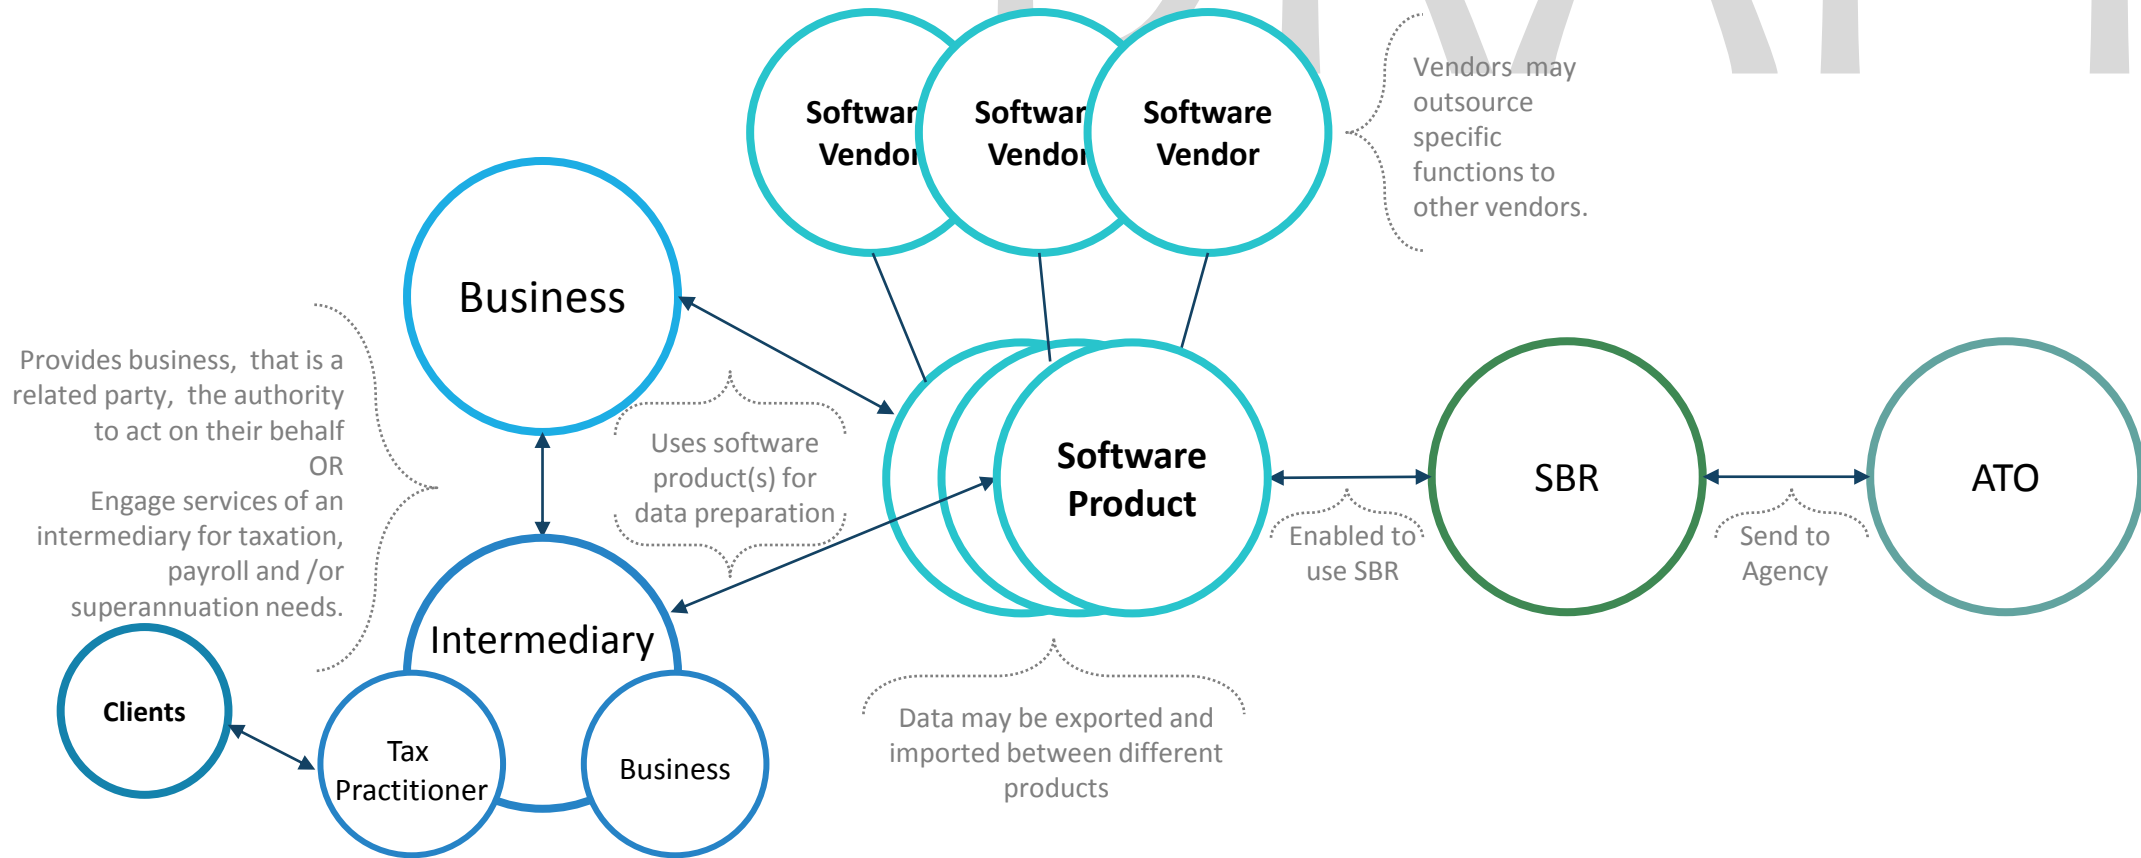 Softwar
Vendor
Softwar
Vendor
Software
Vendor
Vendors may
outsource
specific
functions to
other vendors.
Business
Provides business, that is a
related party, the authority
to act on their behalf
OR
Engage services of an
intermediary for taxation,
payroll and /or
superannuation needs.
Uses software
product(s) for
data preparation
Software
Product
SBR
ATO
Enabled to
use SBR
Send to
Agency
Intermediary
Clients
Tax
Practitioner
Business
Data may be exported and
imported between different
products